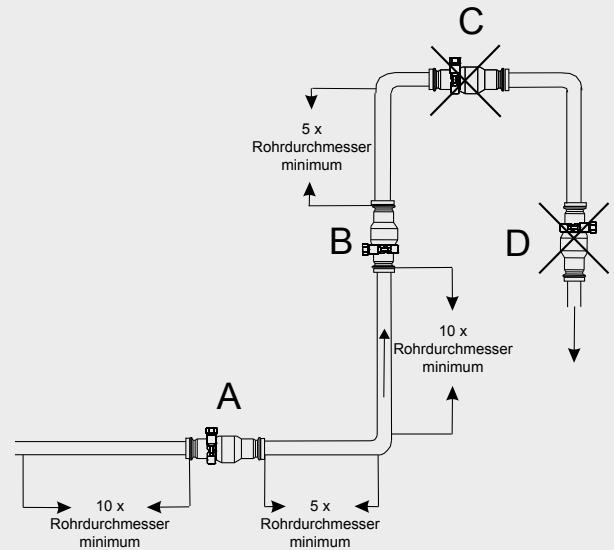 C
5 x
Rohrdurchmesser
minimum
B
D
10 x
Rohrdurchmesser
minimum
A
10 x
Rohrdurchmesser
minimum
5 x
Rohrdurchmesser
minimum